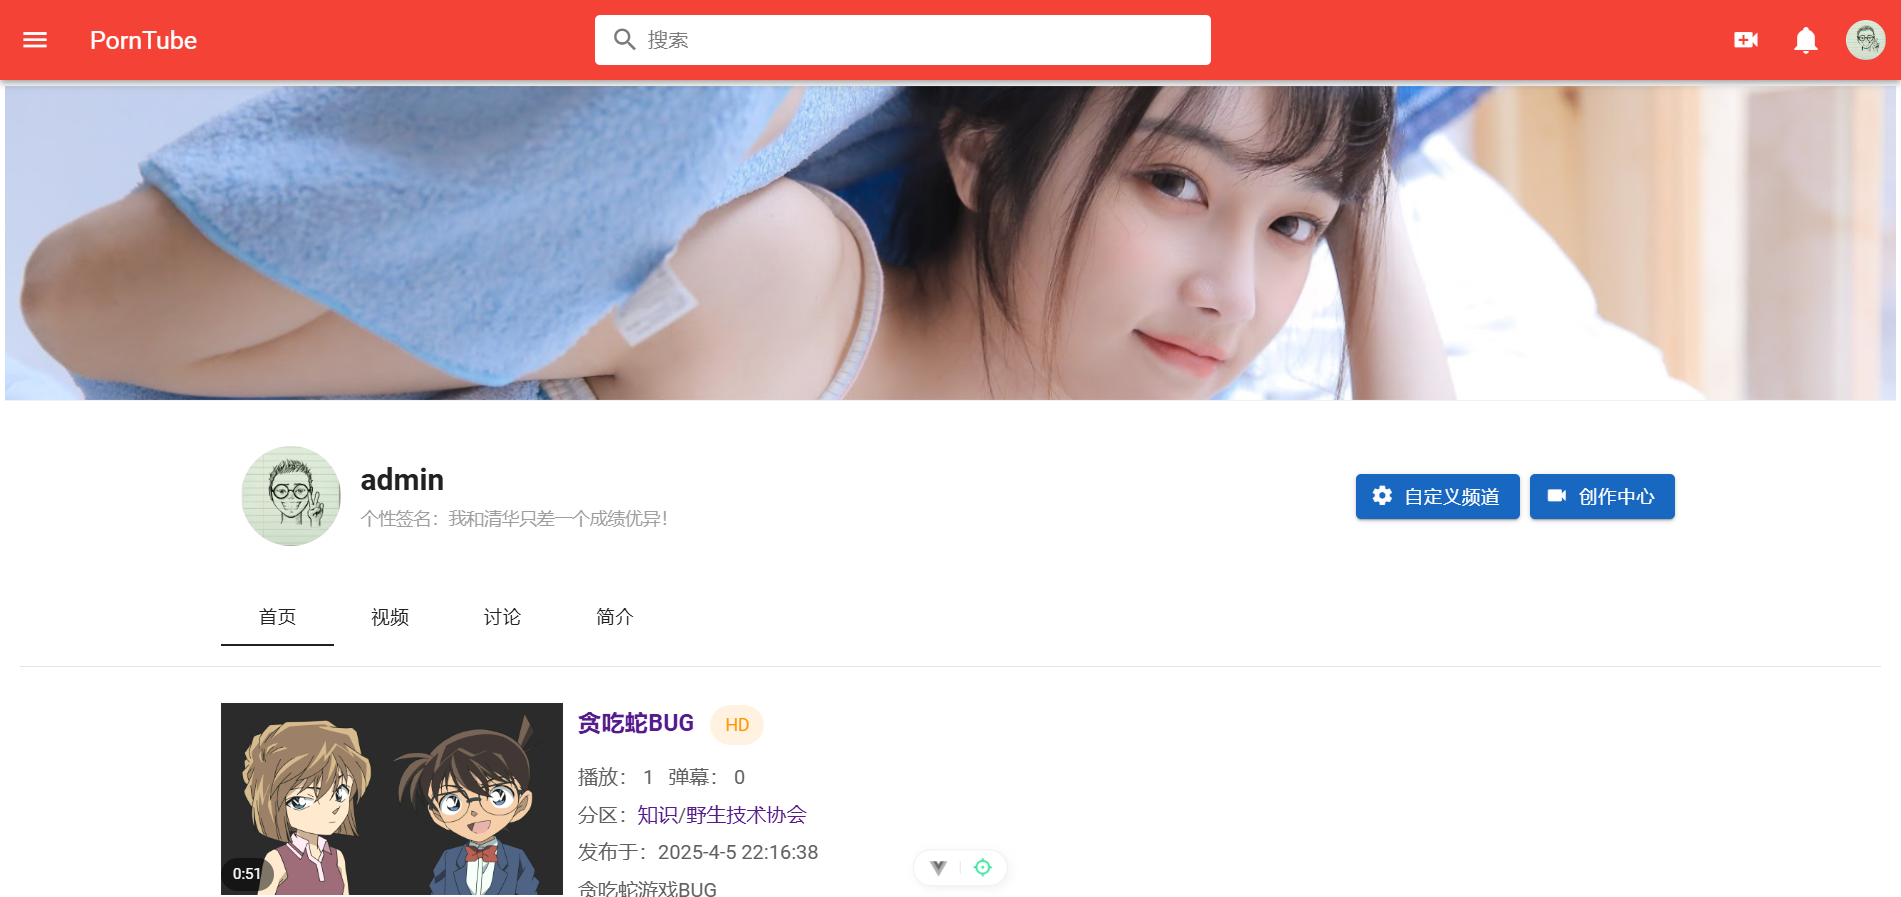 PornTube
搜索
admin
个性签名：我和清华只差一个成绩优异！
自定义频道
创作中心
首页
视频
讨论
简介
0:51
贪吃蛇BUG HD
播放： 1 弹幕： 0
分区：知识/野生技术协会
发布于：2025-4-5 22:16:38
贪吃蛇游戏BUG